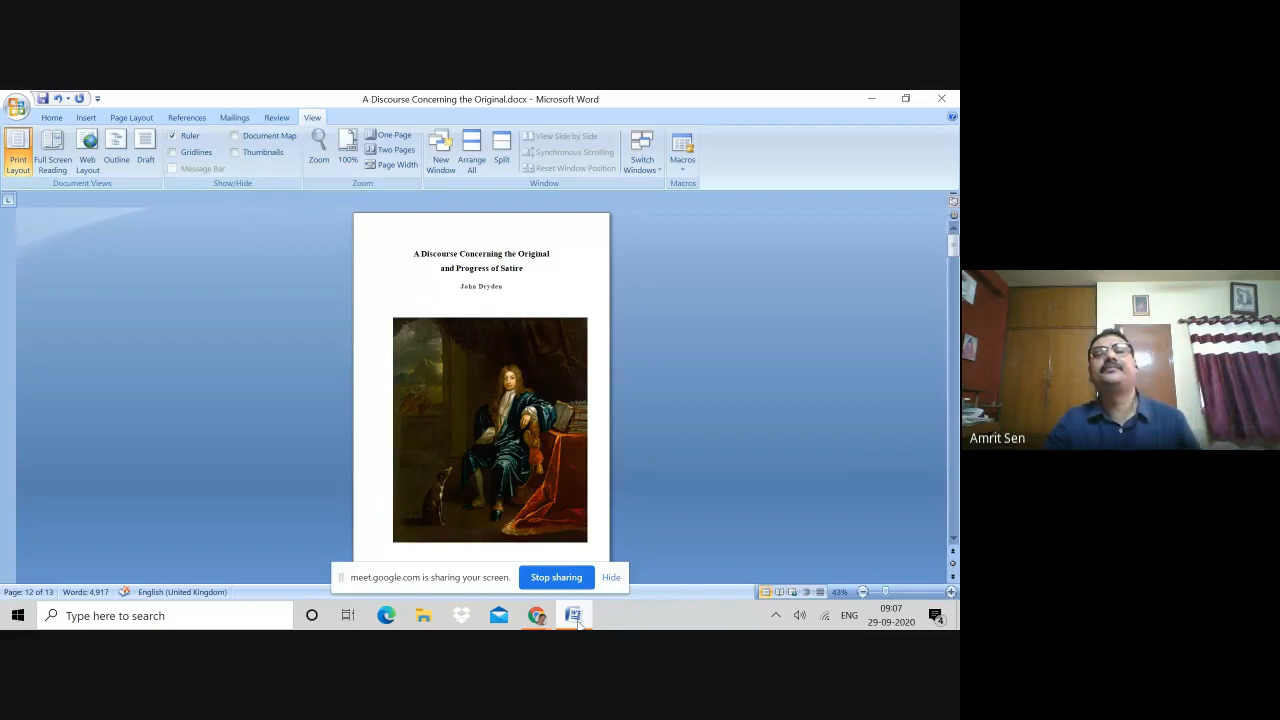 A Discourse Concerning the Original.docx - Microsoft Word
Home Insert Page Layout References Mailings Review View
Print Layout
Full Screen Reading
Web Layout
Outline
Draft
Document Views
Ruler
Gridlines
Message Bar
Document Map
Thumbnails
Show/Hide
Zoom
100%
One Page
Two Pages
Page Width
Zoom
New Window
Arrange All
Split
View Side by Side
Synchronous Scrolling
Reset Window Position
Window
Switch Windows
Macros
Macros
A Discourse Concerning the Original
and Progress of Satire
John Dryden
Amrit Sen
meet.google.com is sharing your screen. Stop sharing Hide
Page: 12 of 13 Words: 4,917 English (United Kingdom) 43%
Type here to search
ENG
09:07
29-09-2020
4